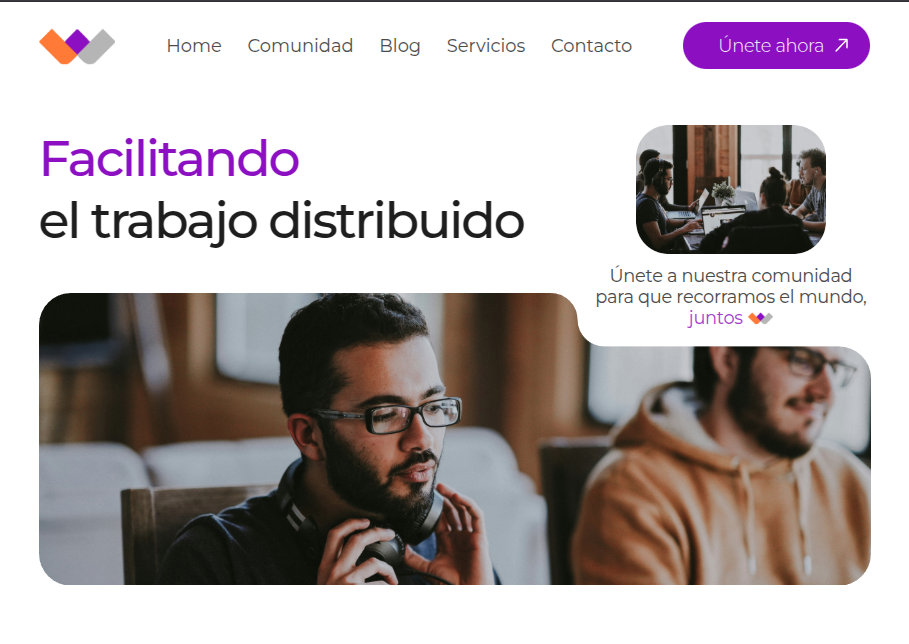 Home
Comunidad
Blog
Servicios
Contacto
Únete ahora
Facilitando
el trabajo distribuido
Únete a nuestra comunidad
para que recorramos el mundo,
juntos